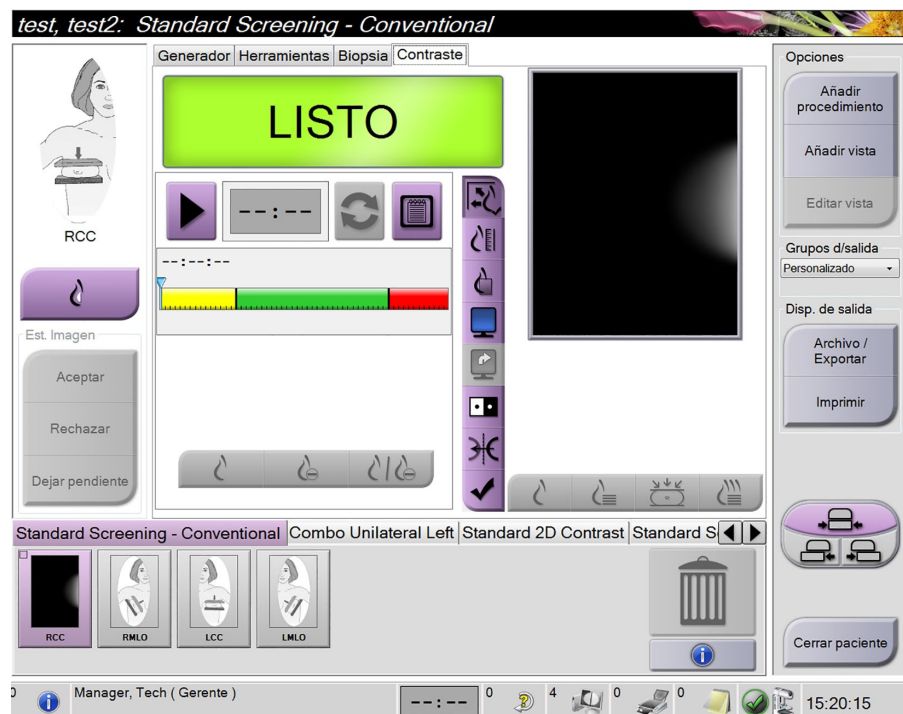 test, test2: Standard Screening - Conventional
Generador Herramientas Biopsia Contraste
LISTO
--:--
--:--:--
RCC
Est. Imagen
Aceptar
Rechazar
Dejar pendiente
Opciones
Añadir
procedimiento
Añadir vista
Editar vista
Grupos d/salida
Personalizado
Disp. de salida
Archivo /
Exportar
Imprimir
Standard Screening - Conventional Combo Unilateral Left Standard 2D Contrast Standard S
RCC RMLO LCC LMLO
Cerrar paciente
0 Manager, Tech ( Gerente ) --:-- 0 4 0 0 15:20:15